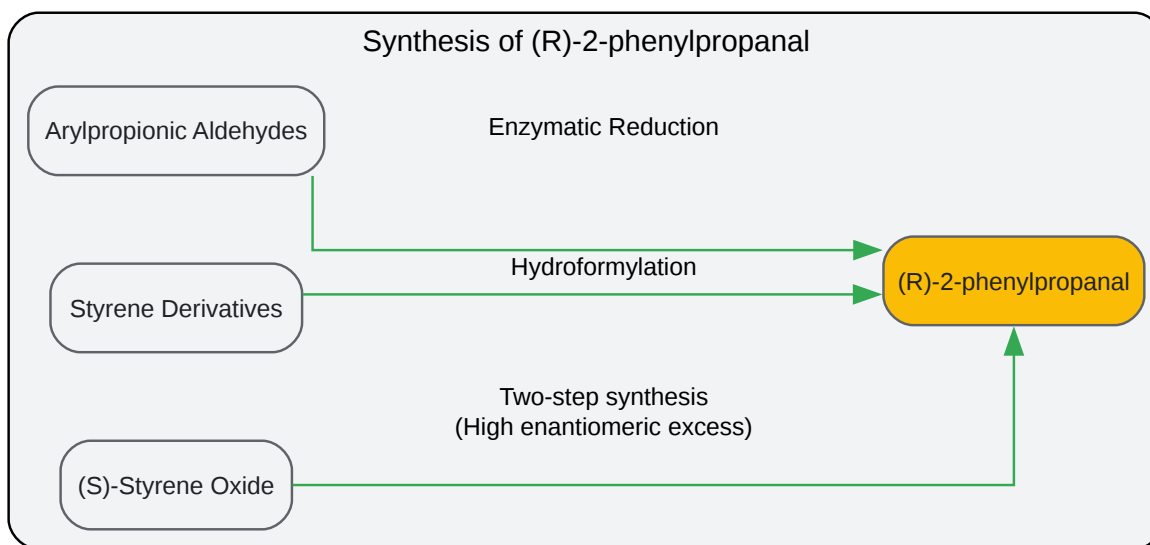 Synthesis of (R)-2-phenylpropanal
Arylpropionic Aldehydes
Enzymatic Reduction
Hydroformylation
(R)-2-phenylpropanal
Styrene Derivatives
Two-step synthesis
(High enantiomeric excess)
(S)-Styrene Oxide